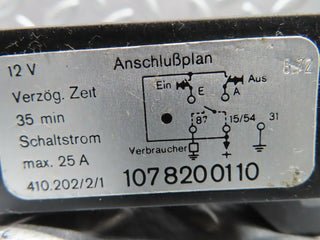 12 V
Anschlußplan
Verzög. Zeit
35 min
Schaltstrom
max. 25 A
410.202/2/1
Ein
Aus
E
A
87
15/54
31
Verbraucher
1078200110